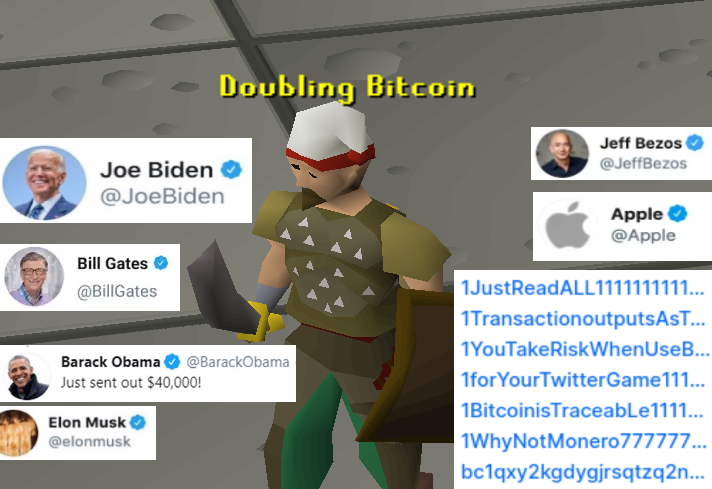 Doubling Bitcoin
Joe Biden
@JoeBiden
Bill Gates
@BillGates
Barack Obama @BarackObama
Just sent out $40,000!
Elon Musk
@elonmusk
Jeff Bezos
@JeffBezos
Apple
@Apple
1JustReadALL1111111111...
1TransactionoutputsAsT...
1YouTakeRiskWhenUseB...
1forYourTwitterGame111...
1BitcoinisTraceabLe1111...
1WhyNotMonero777777...
bc1qxy2kgdygjrsqtzq2n...